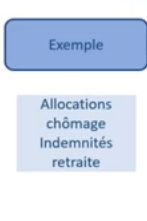 Exemple
Allocations
chômage
Indemnités
retraite